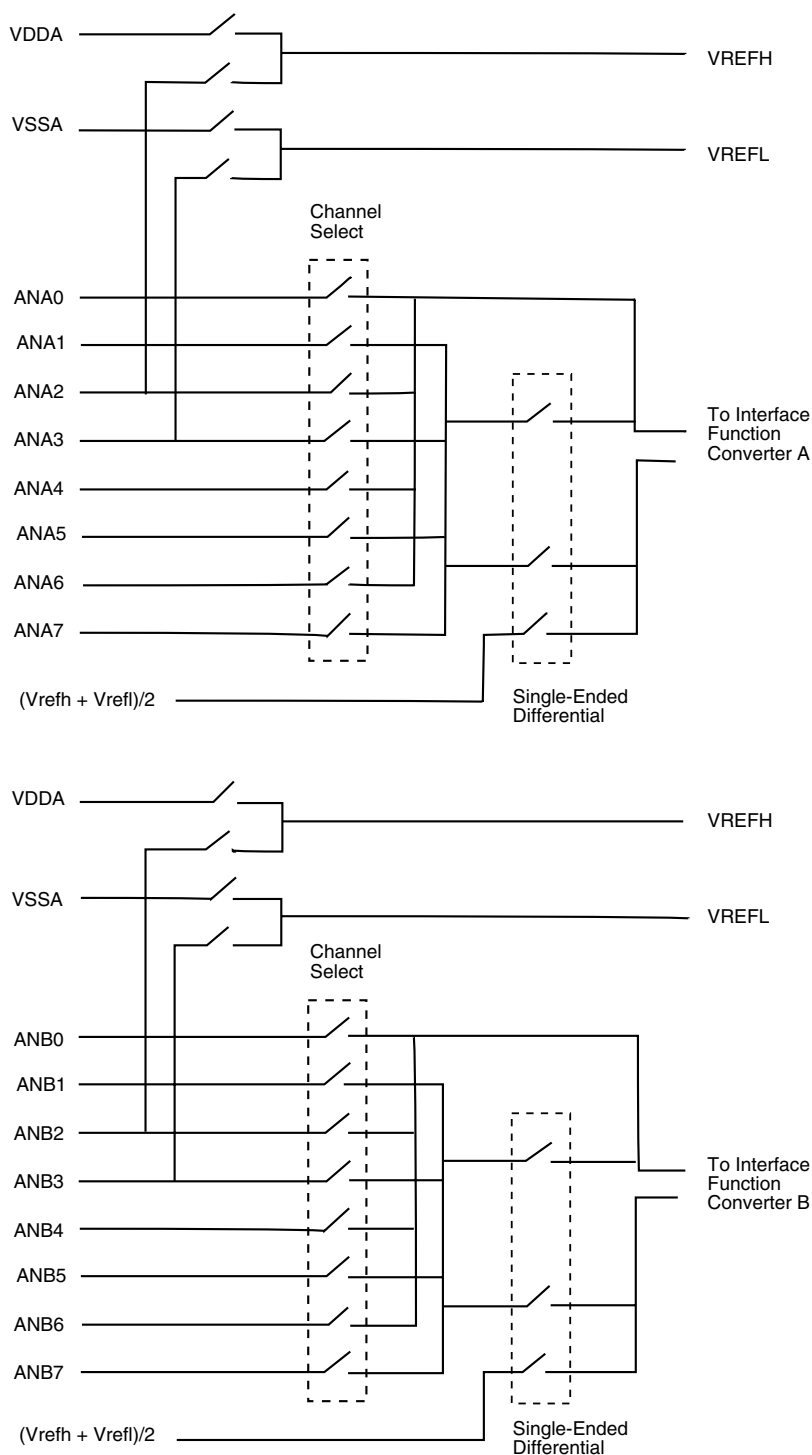 VDDA
VREFH
VSSA
VREFL
Channel
Select
ANA0
ANA1
ANA2
ANA3
ANA4
ANA5
ANA6
ANA7
To Interface
Function
Converter A
(Vrefh + Vrefl)/2
Single-Ended
Differential
VDDA
VREFH
VSSA
VREFL
Channel
Select
ANB0
ANB1
ANB2
ANB3
ANB4
ANB5
ANB6
ANB7
To Interface
Function
Converter B
(Vrefh + Vrefl)/2
Single-Ended
Differential